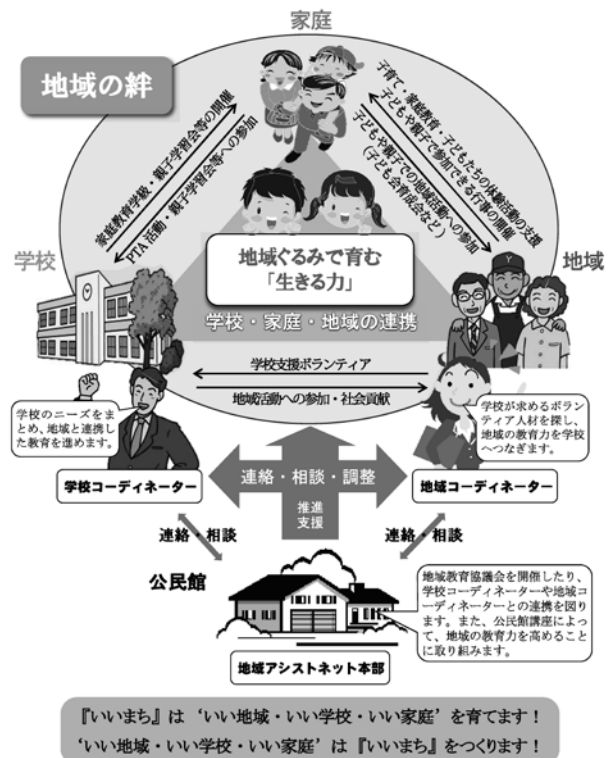 家庭
地域の絆
家庭教育学級・親子学習会等の開催
PTA活動・親子学習会等への参加
子育て・家庭教育・子どもたちの体験活動の支援
子どもや親子で参加できる行事の開催
子どもや親子での地域活動への参加
(子ども会育成会など)
学校
地域
地域ぐるみで育む
「生きる力」
学校・家庭・地域の連携
学校支援ボランティア
地域活動への参加・社会貢献
学校のニーズをま
とめ、地域と連携し
た教育を進めます。
学校が求めるボラン
ティア人材を探し、
地域の教育力を学校
へつなぎます。
学校コーディネーター
連絡・相談・調整
地域コーディネーター
推進
支援
連絡・相談
連絡・相談
公民館
地域教育協議会を開催したり、
学校コーディネーターや地域コ
ーディネーターとの連携を図り
ます。また、公民館講座によっ
て、地域の教育力を高めること
に取り組みます。
地域アシストネット本部
『いいまち』は ‘いい地域・いい学校・いい家庭’ を育てます！
‘いい地域・いい学校・いい家庭’ は『いいまち』をつくります！